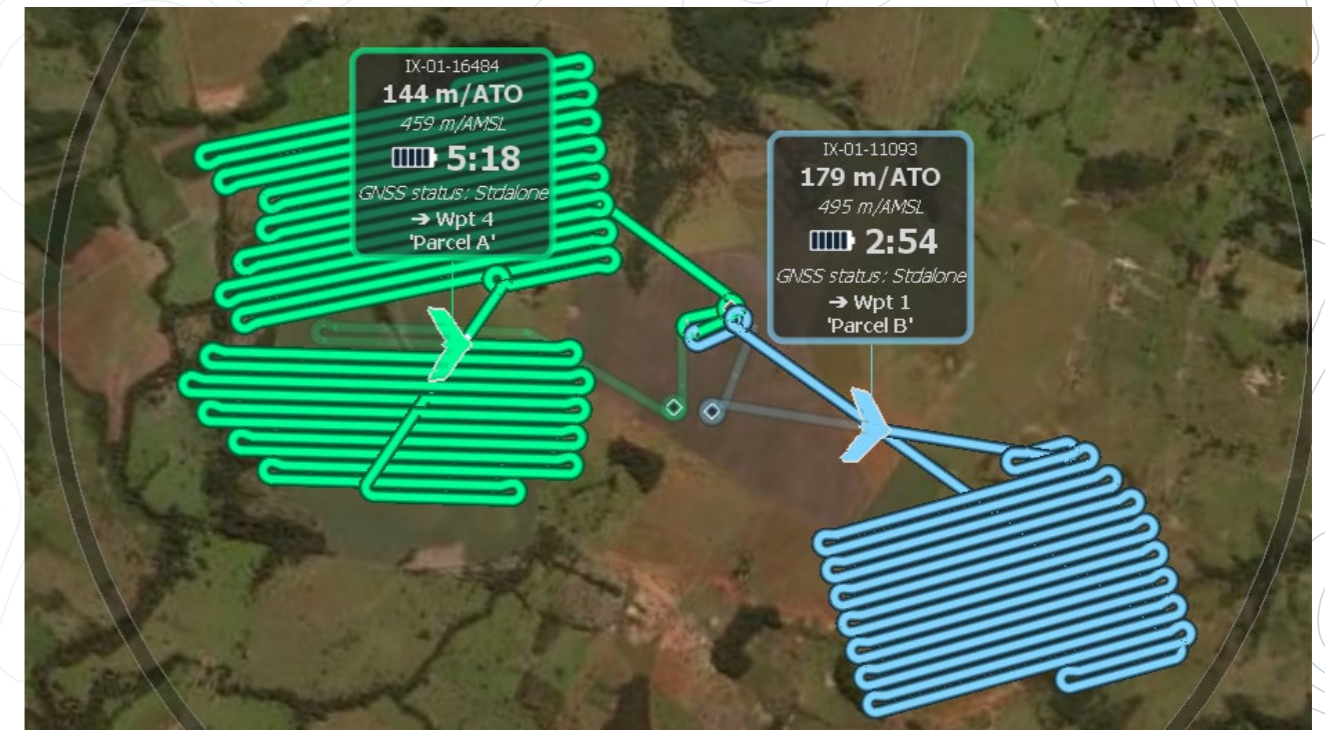 IX-01-16484
144 m/ATO
459 m/AMSL
5:18
GNSS status: Stdalone
➔ Wpt 4
'Parcel A'
IX-01-11093
179 m/ATO
495 m/AMSL
2:54
GNSS status: Stdalone
➔ Wpt 1
'Parcel B'